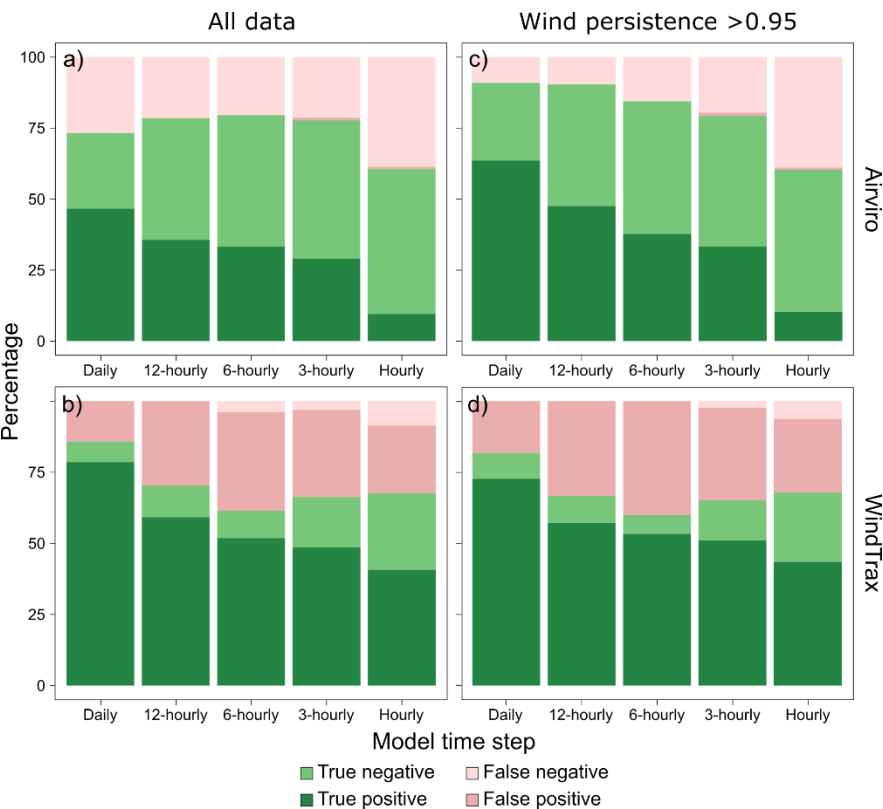 All data
Wind persistence >0.95
a)
c)
100
75
50
25
0
Daily 12-hourly 6-hourly 3-hourly Hourly
Daily 12-hourly 6-hourly 3-hourly Hourly
Airviro
Percentage
b)
d)
75
50
25
0
Daily 12-hourly 6-hourly 3-hourly Hourly
Daily 12-hourly 6-hourly 3-hourly Hourly
WindTrax
Model time step
True negative
False negative
True positive
False positive